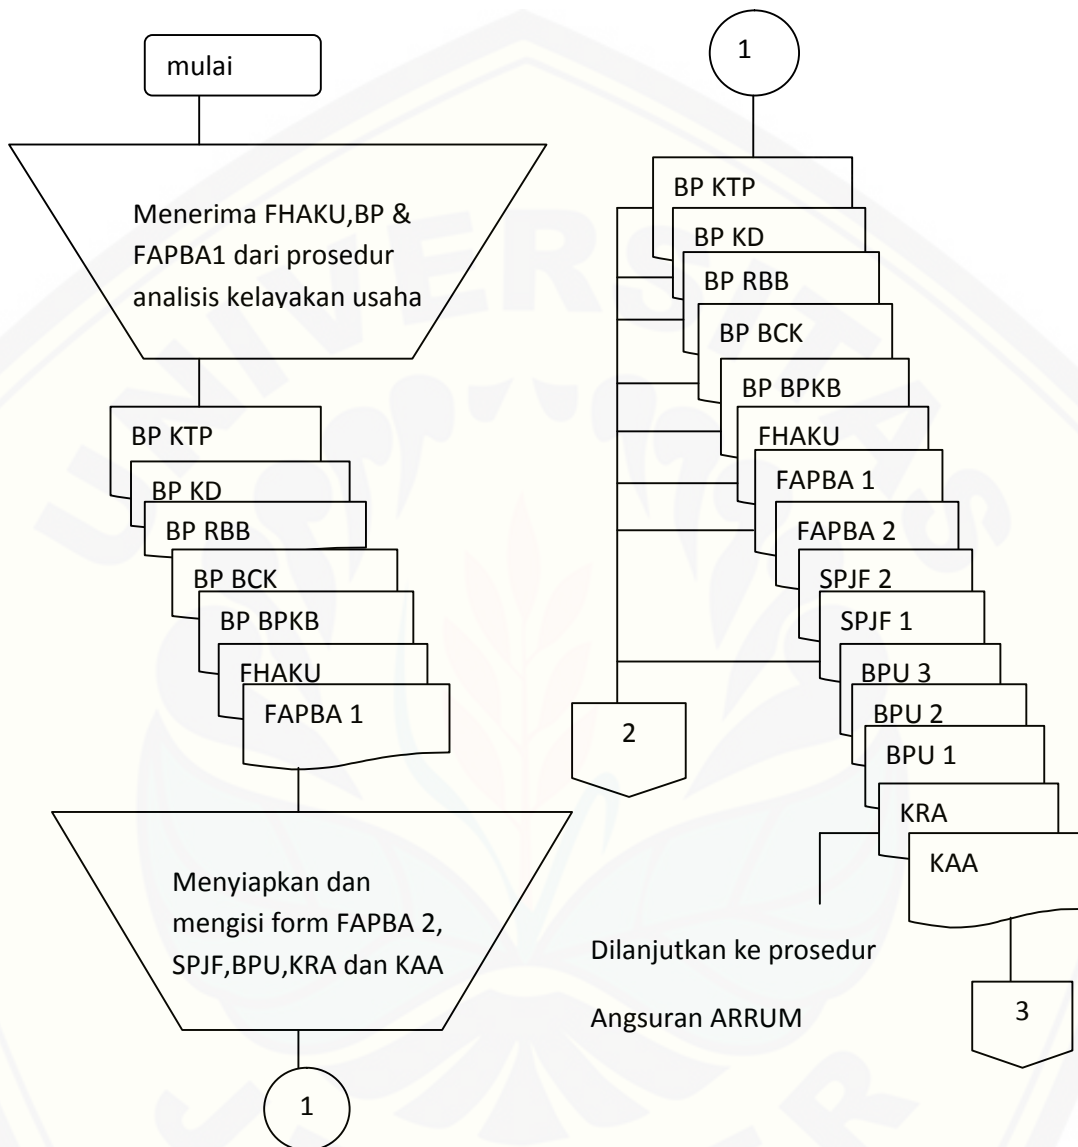 mulai
Menerima FHAKU,BP &
FAPBA1 dari prosedur
analisis kelayakan usaha
BP KTP
BP KD
BP RBB
BP BCK
BP BPKB
FHAKU
FAPBA 1
Menyiapkan dan
mengisi form FAPBA 2,
SPJF,BPU,KRA dan KAA
1
1
BP KTP
BP KD
BP RBB
BP BCK
BP BPKB
FHAKU
FAPBA 1
FAPBA 2
SPJF 2
SPJF 1
BPU 3
BPU 2
BPU 1
KRA
KAA
2
Dilanjutkan ke prosedur
Angsuran ARRUM
3
UNIVERSITAS